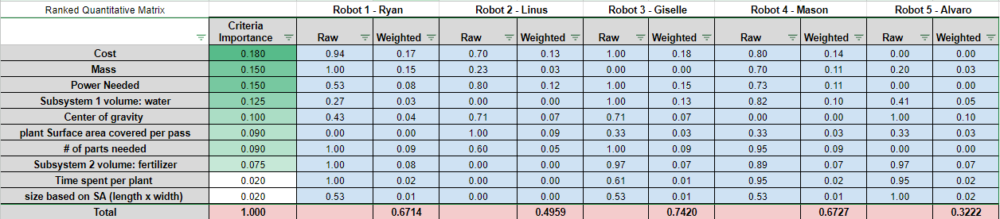 Ranked Quantitative Matrix Robot 1 - Ryan Robot 2 - Linus Robot 3 - Giselle Robot 4 - Mason Robot 5 - Alvaro
Criteria Importance Raw Weighted Raw Weighted Raw Weighted Raw Weighted Raw Weighted
Cost 0.180 0.94 0.17 0.70 0.13 1.00 0.18 0.80 0.14 0.00 0.00
Mass 0.150 1.00 0.15 0.23 0.03 0.00 0.00 0.70 0.11 0.20 0.03
Power Needed 0.150 0.53 0.08 0.80 0.12 1.00 0.15 0.73 0.11 0.00 0.00
Subsystem 1 volume: water 0.125 0.27 0.03 0.00 0.00 1.00 0.13 0.82 0.10 0.41 0.05
Center of gravity 0.100 0.43 0.04 0.71 0.07 0.71 0.07 0.00 0.00 1.00 0.10
plant Surface area covered per pass 0.090 0.00 0.00 1.00 0.09 0.33 0.03 0.33 0.03 0.33 0.03
# of parts needed 0.090 1.00 0.09 0.60 0.05 1.00 0.09 0.95 0.09 0.00 0.00
Subsystem 2 volume: fertilizer 0.075 1.00 0.08 0.00 0.00 0.97 0.07 0.89 0.07 0.97 0.07
Time spent per plant 0.020 1.00 0.02 0.00 0.00 0.61 0.01 0.95 0.02 0.95 0.02
size based on SA (length x width) 0.020 0.53 0.01 0.00 0.00 0.53 0.01 0.53 0.01 1.00 0.02
Total 1.000 0.6714 0.4959 0.7420 0.6727 0.3222